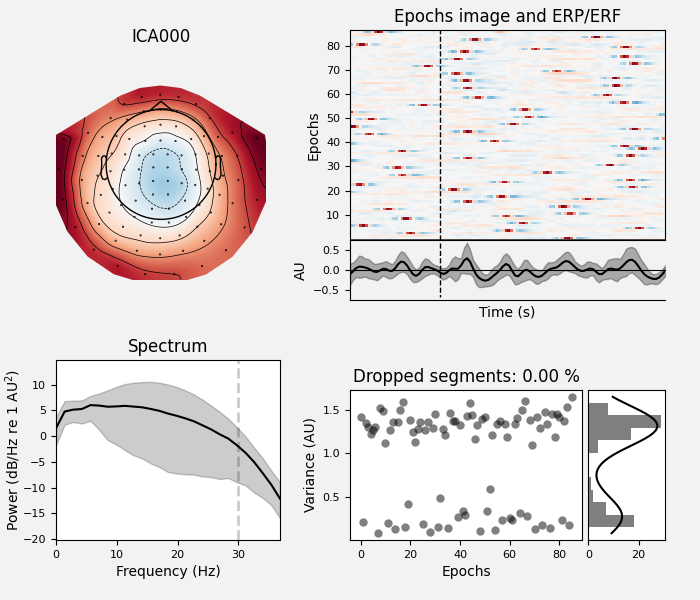 ICA000
Epochs image and ERP/ERF
Epochs
80
70
60
50
40
30
20
10
AU
0.5
0.0
−0.5
Time (s)
Spectrum
Power (dB/Hz re 1 AU²)
10
5
0
−5
−10
−15
−20
0 10 20 30
Frequency (Hz)
Dropped segments: 0.00 %
Variance (AU)
1.5
1.0
0.5
0 20 40 60 80
Epochs
0 20